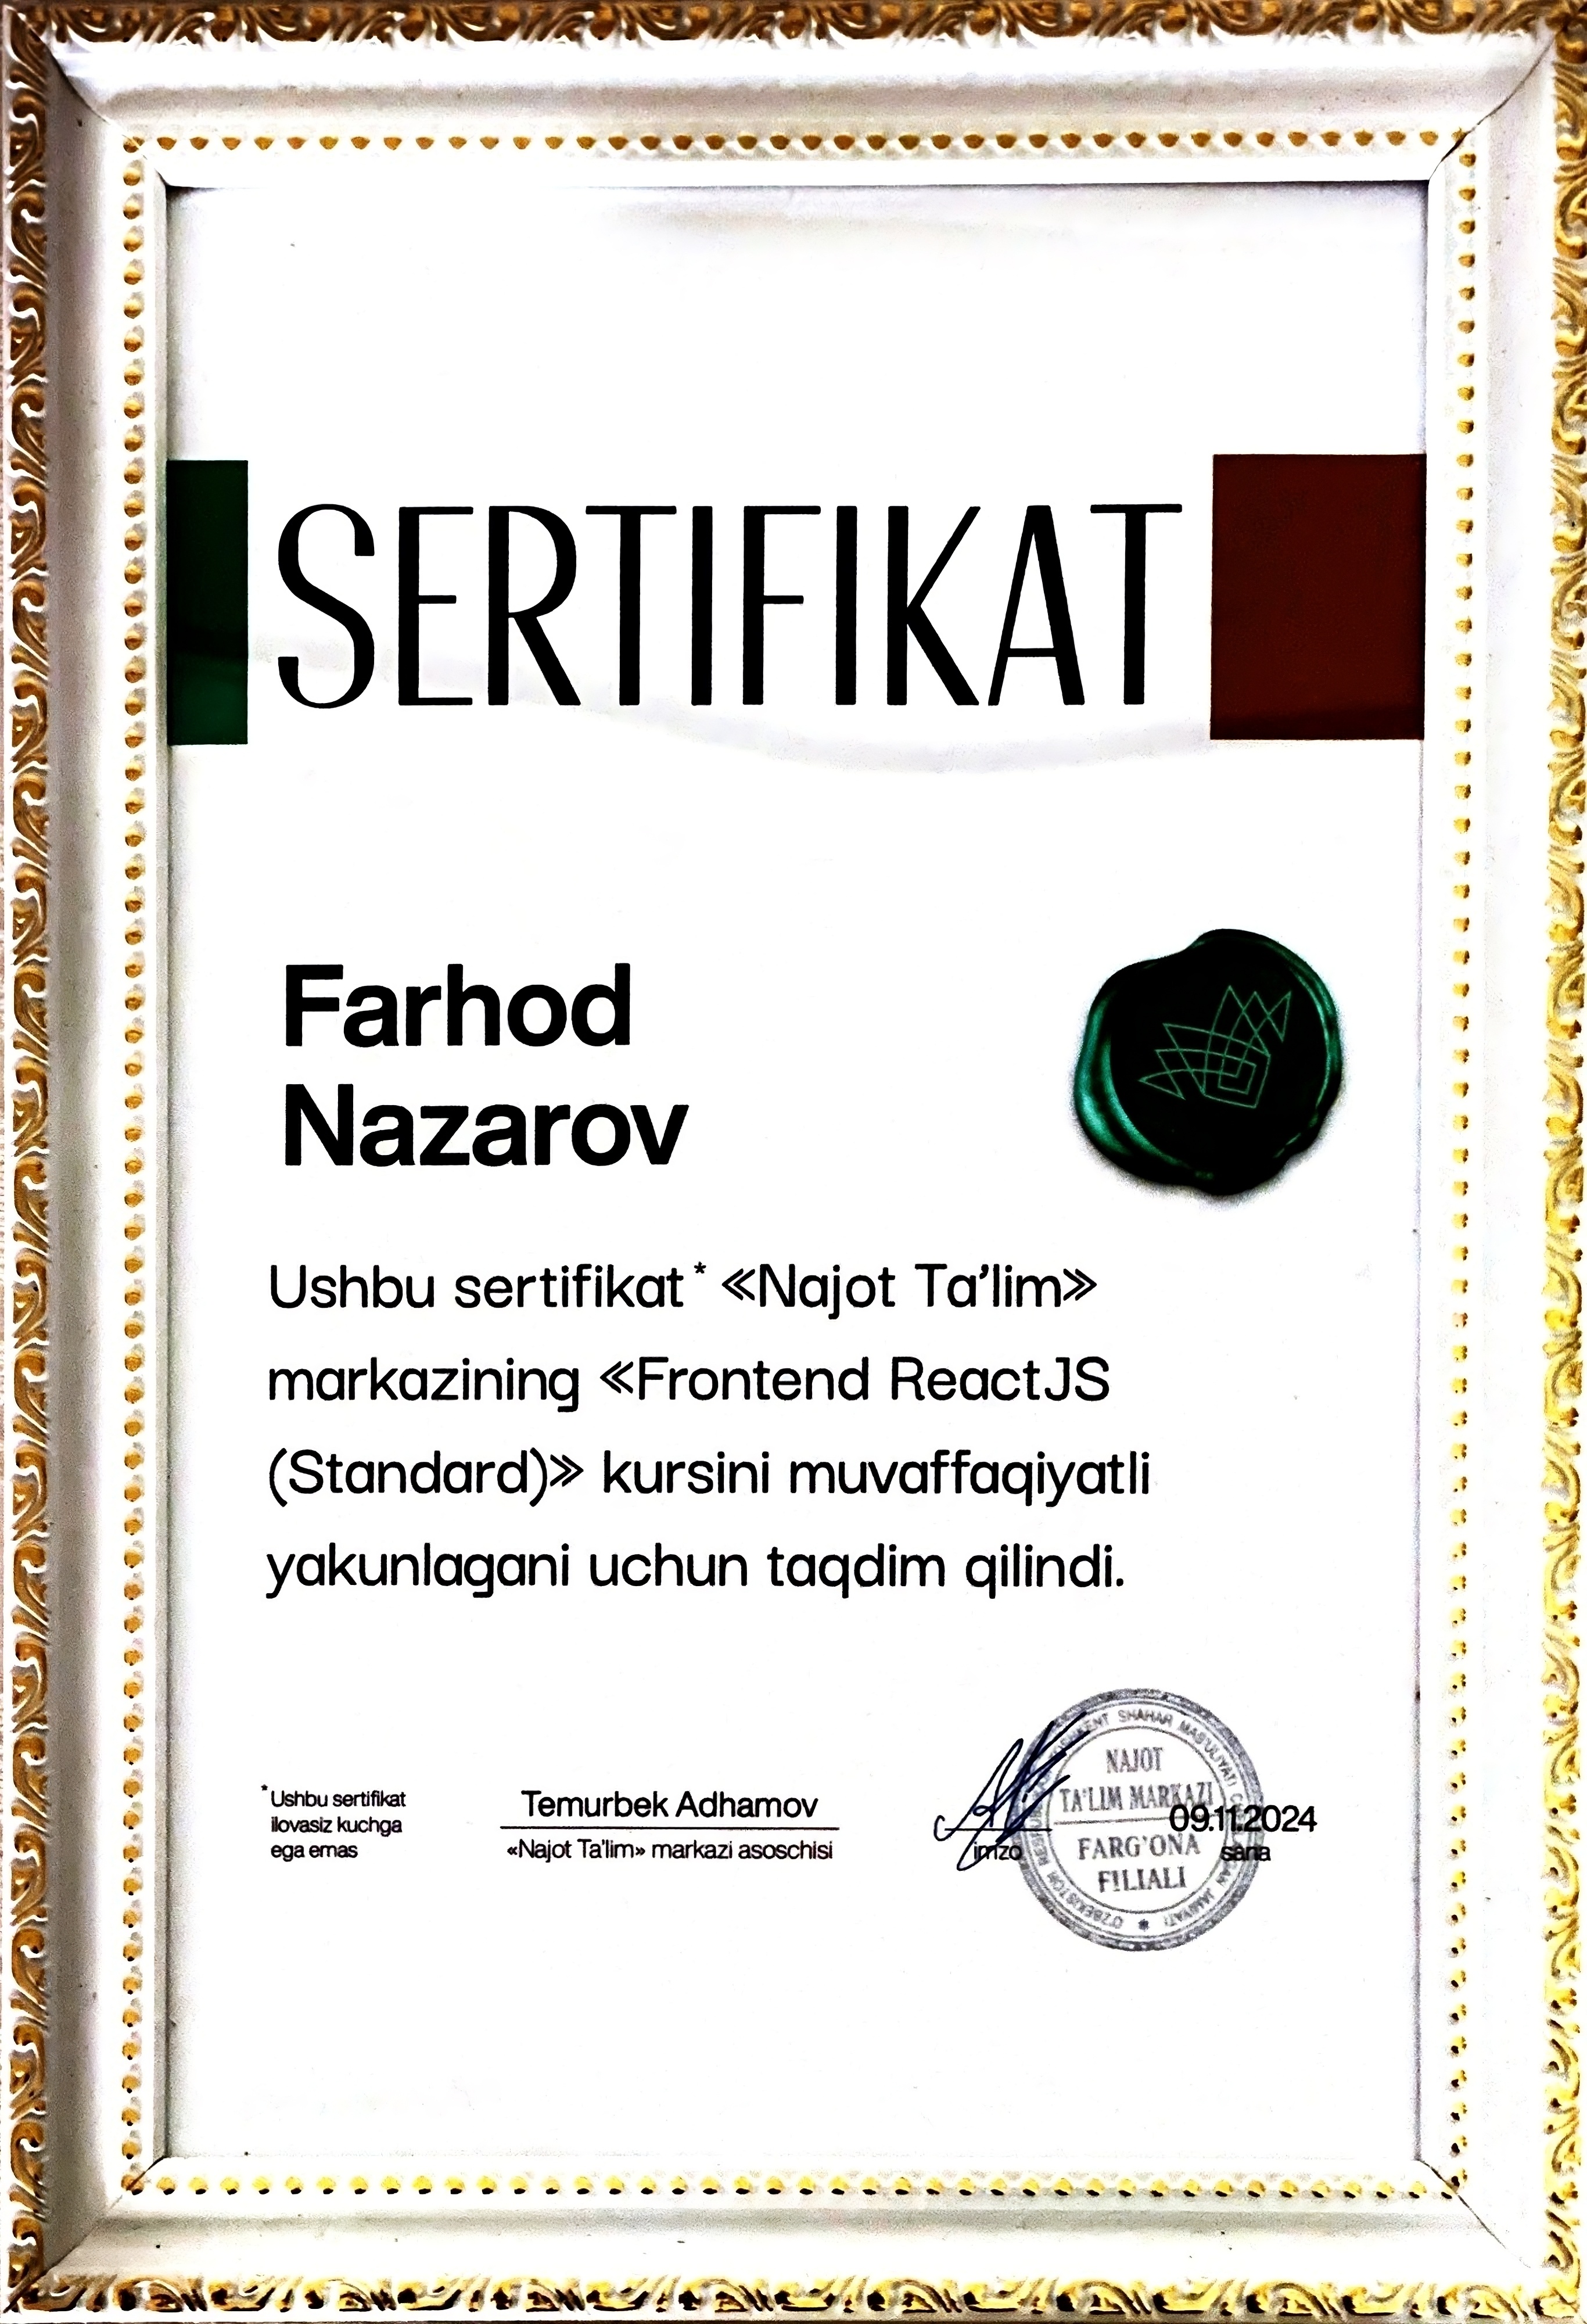 SERTIFIKAT
Farhod
Nazarov
Ushbu sertifikat* «Najot Ta’lim»
markazining «Frontend ReactJS
(Standard)» kursini muvaffaqiyatli
yakunlagani uchun taqdim qilindi.
*Ushbu sertifikat
ilovasiz kuchga
ega emas
Temurbek Adhamov
«Najot Ta’lim» markazi asoschisi
imzo
09.11.2024
sana
NAJOT
TA'LIM MARKAZI
FARG'ONA
FILIALI
SHAHAR MAS'ULIYATI
O'ZBEKISTON
JAMIYATI